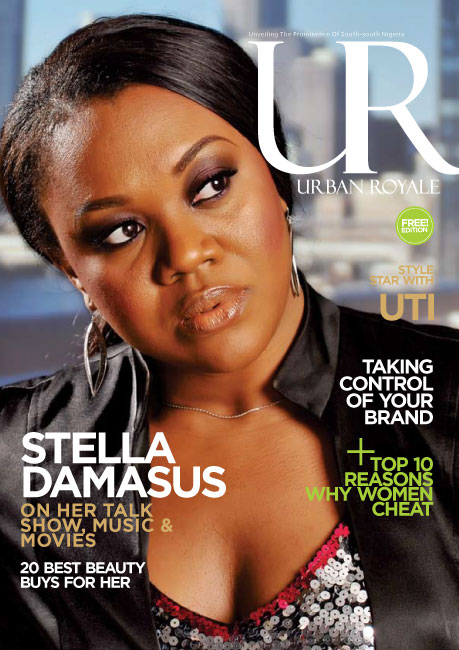 Unveiling The Prominence Of South-south Nigeria
UR
URBAN ROYALE
FREE!
EDITION
STYLE
STAR WITH
UTI
TAKING
CONTROL
OF YOUR
BRAND
+
TOP 10
REASONS
WHY WOMEN
CHEAT
STELLA
DAMASUS
ON HER TALK
SHOW, MUSIC &
MOVIES
20 BEST BEAUTY
BUYS FOR HER